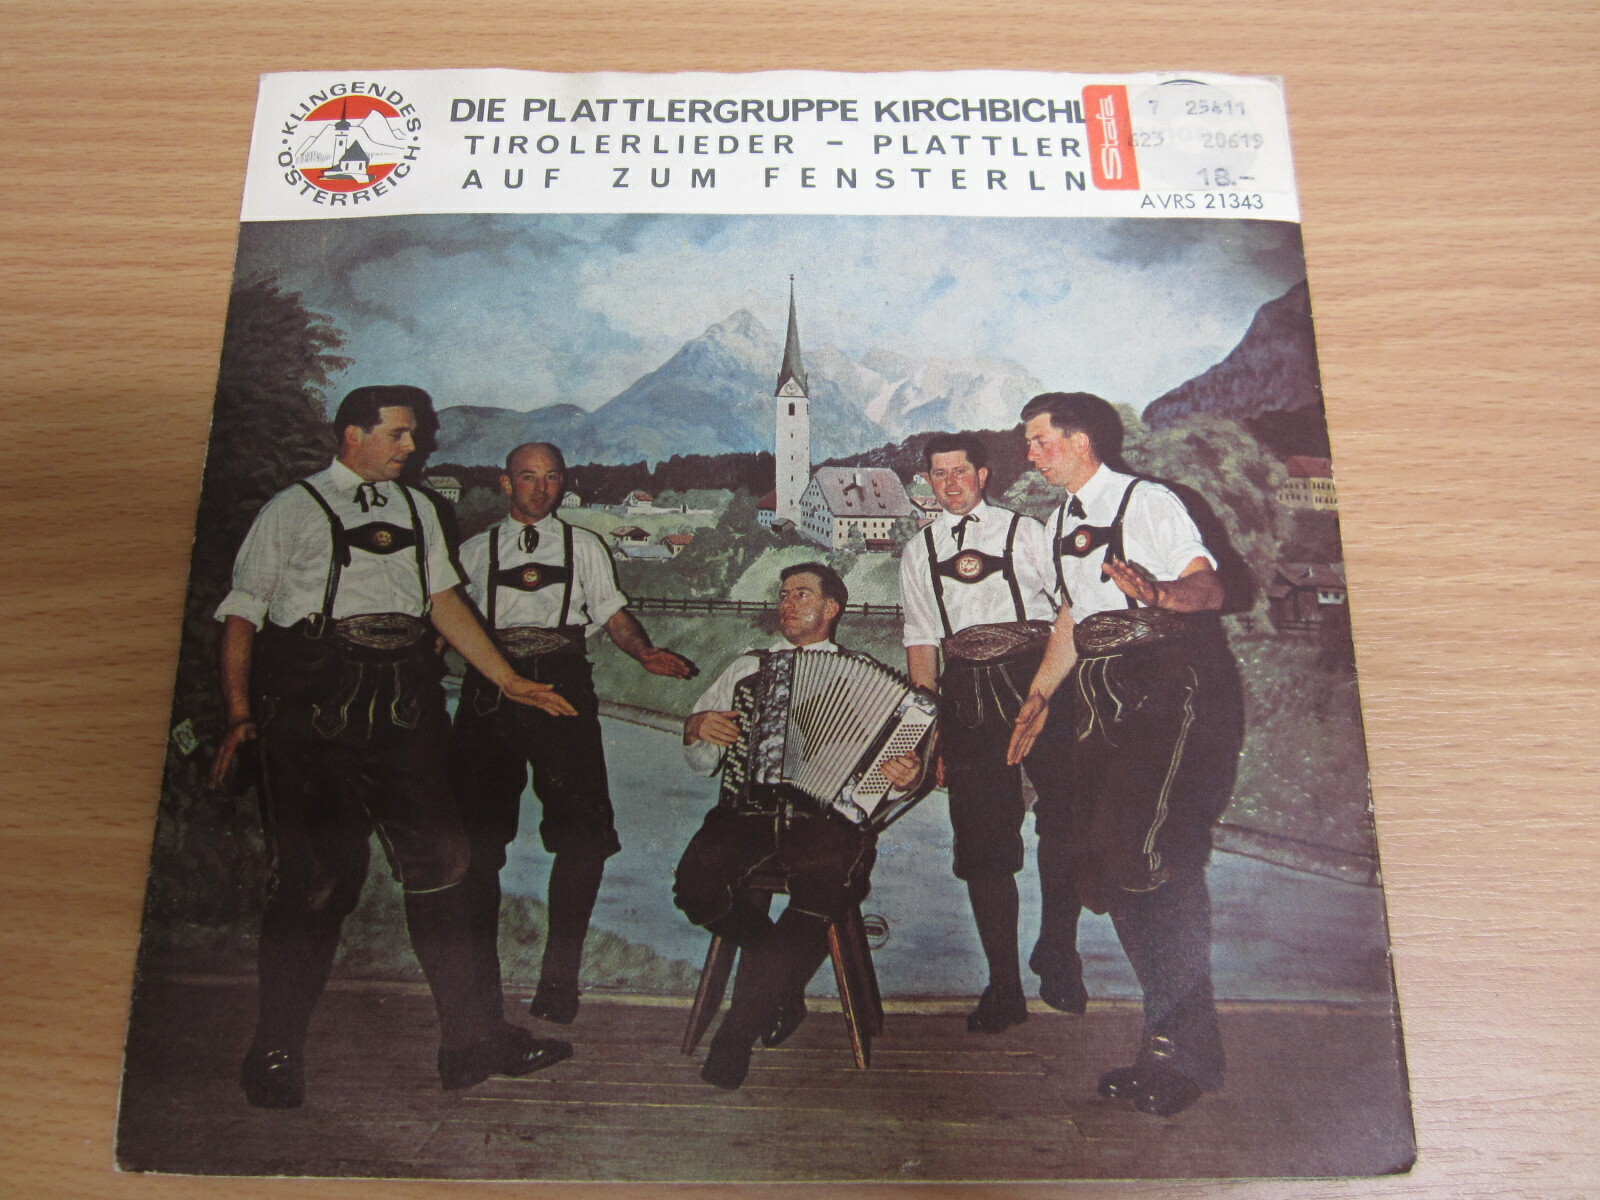 KLINGENDES
ÖSTERREICH
DIE PLATTLERGRUPPE KIRCHBICHL
TIROLERLIEDER – PLATTLER
AUF ZUM FENSTERLN
Stafa
7 25411
623 20619
18.-
AVRS 21343